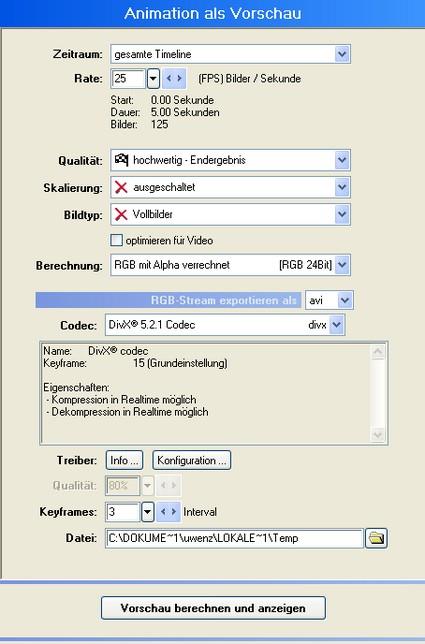 Animation als Vorschau
Zeitraum: gesamte Timeline
Rate: 25 (FPS) Bilder / Sekunde
Start: 0.00 Sekunde
Dauer: 5.00 Sekunden
Bilder: 125
Qualität: hochwertig - Endergebnis
Skalierung: ausgeschaltet
Bildtyp: Vollbilder
optimieren für Video
Berechnung: RGB mit Alpha verrechnet [RGB 24Bit]
RGB-Stream exportieren als avi
Codec: DivX® 5.2.1 Codec divx
Name: DivX® codec
Keyframe: 15 (Grundeinstellung)
Eigenschaften:
- Kompression in Realtime möglich
- Dekompression in Realtime möglich
Treiber: Info ... Konfiguration ...
Qualität: 80%
Keyframes: 3 Interval
Datei: C:\DOKUME~1\uwenz\LOKALE~1\Temp
Vorschau berechnen und anzeigen